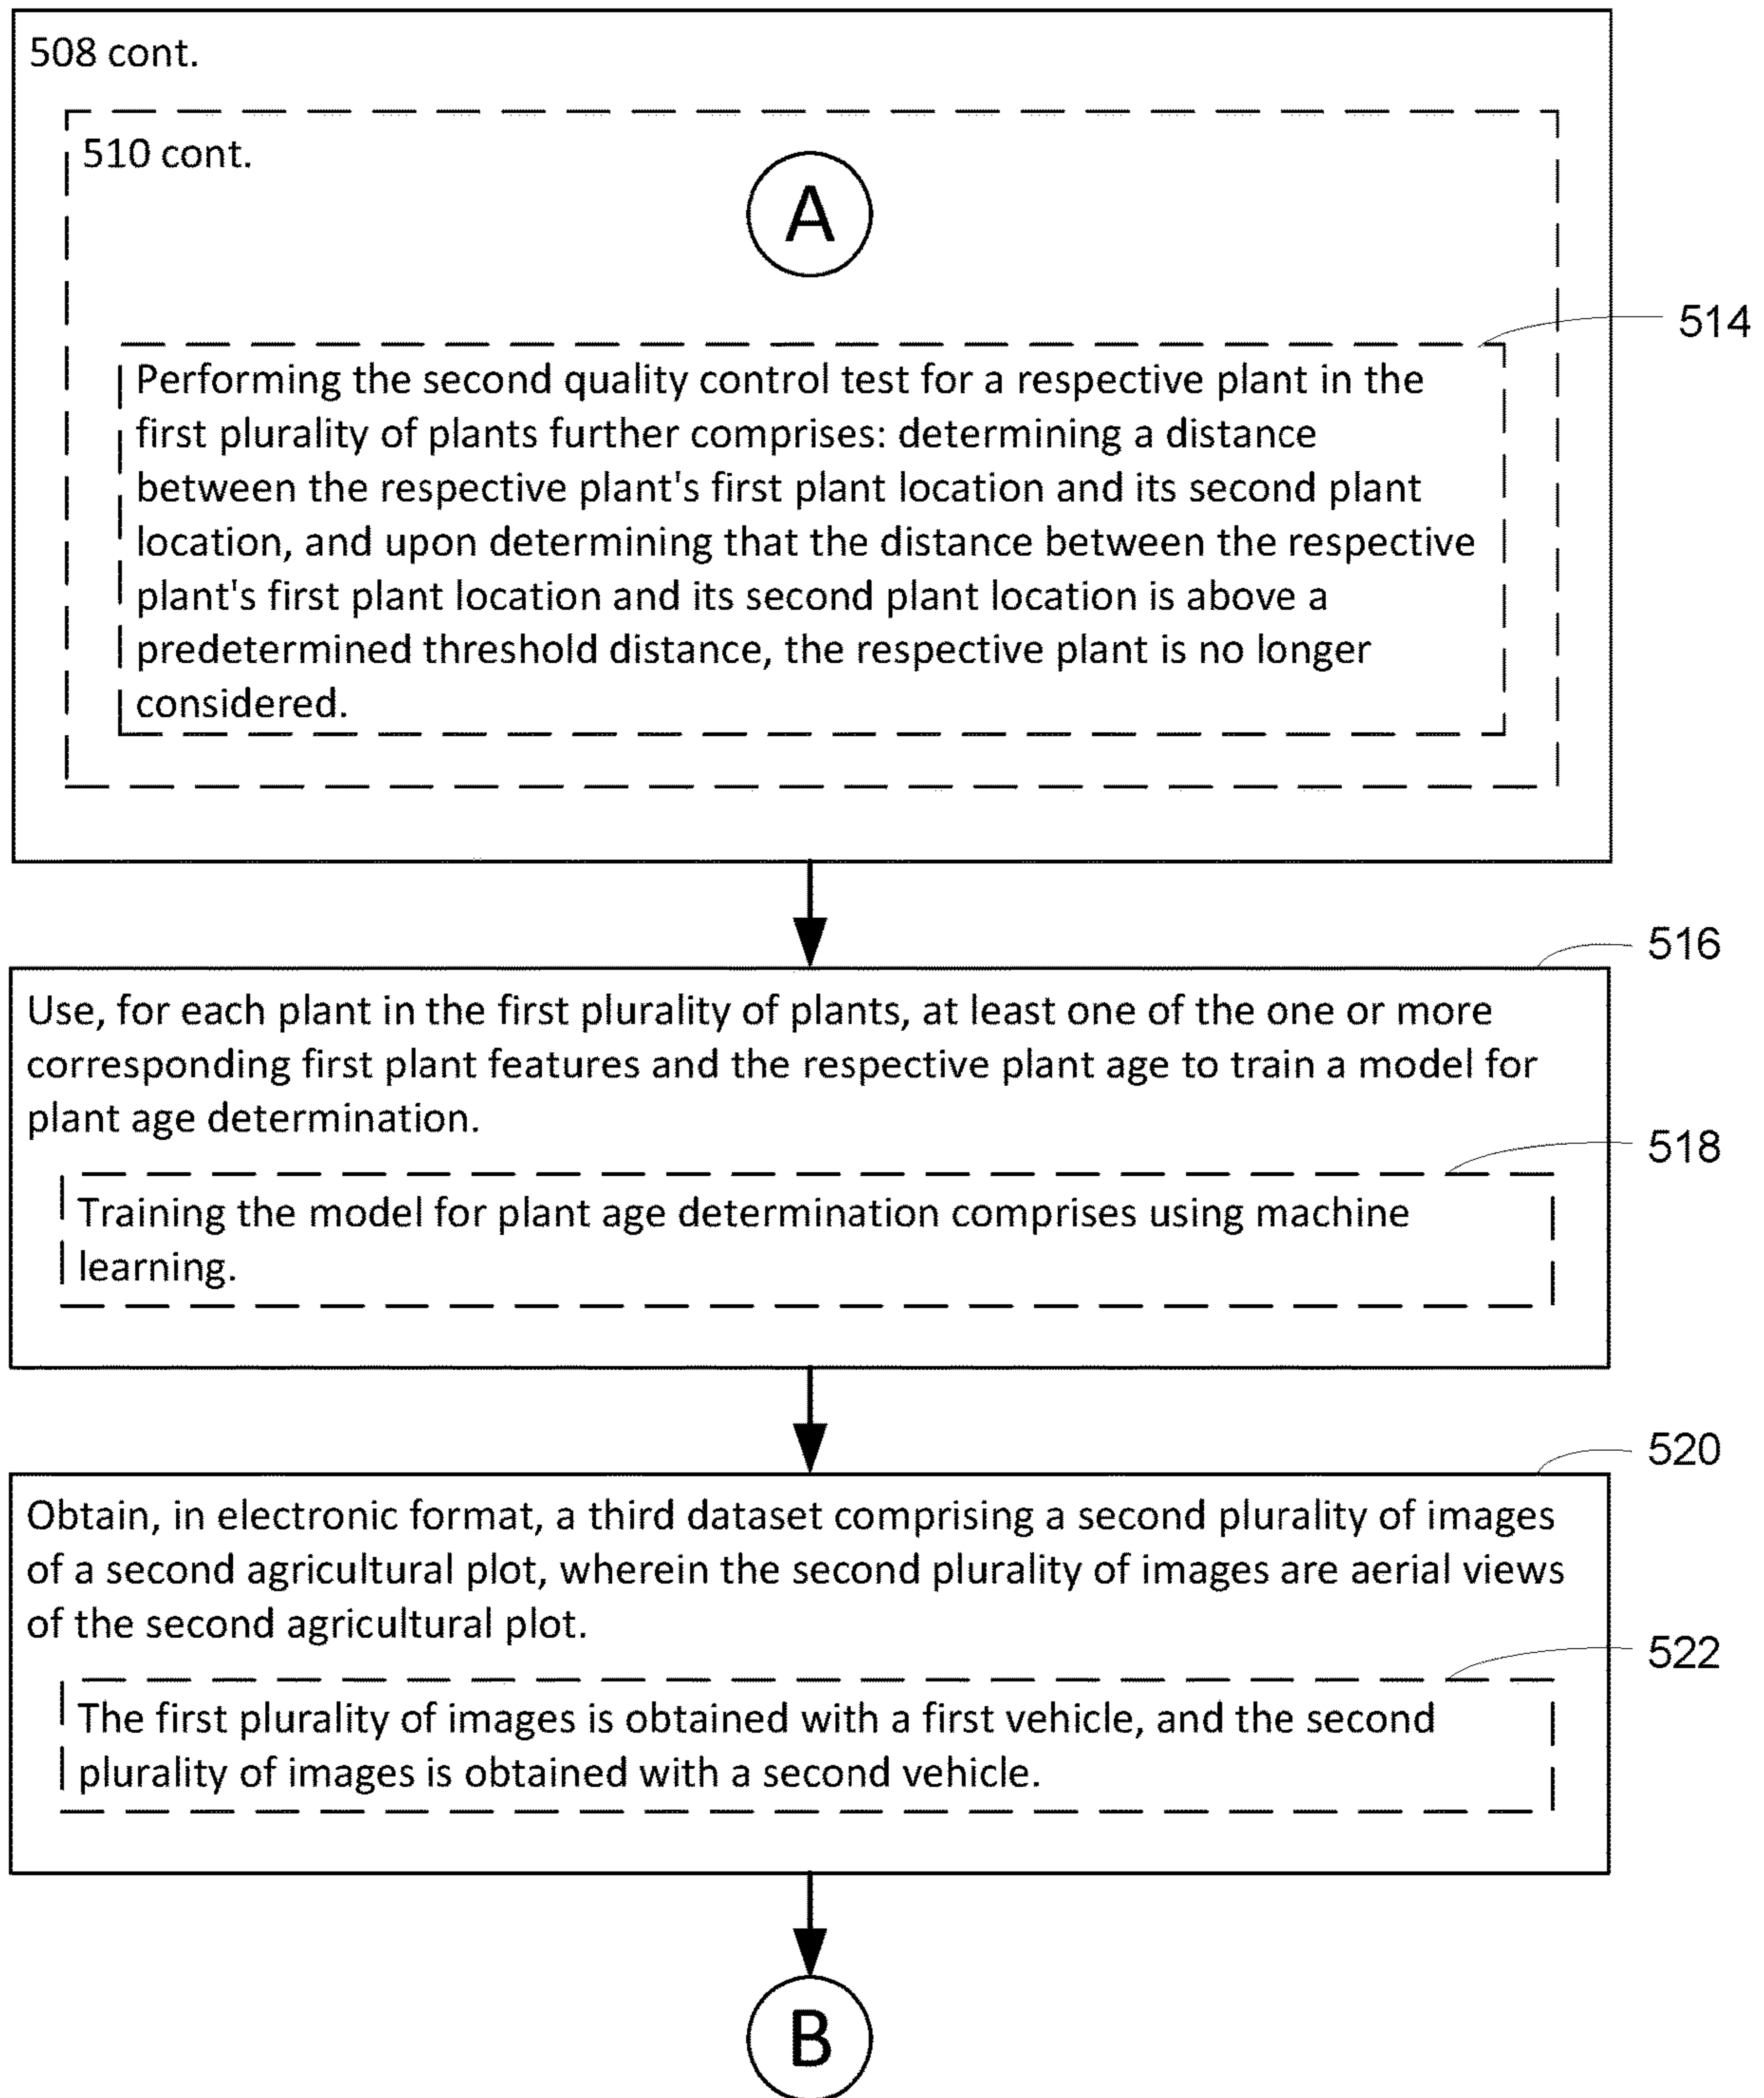 508 cont.
510 cont.
A
514
Performing the second quality control test for a respective plant in the
first plurality of plants further comprises: determining a distance
between the respective plant's first plant location and its second plant
location, and upon determining that the distance between the respective
plant's first plant location and its second plant location is above a
predetermined threshold distance, the respective plant is no longer
considered.
516
Use, for each plant in the first plurality of plants, at least one of the one or more
corresponding first plant features and the respective plant age to train a model for
plant age determination.
518
Training the model for plant age determination comprises using machine
learning.
520
Obtain, in electronic format, a third dataset comprising a second plurality of images
of a second agricultural plot, wherein the second plurality of images are aerial views
of the second agricultural plot.
522
The first plurality of images is obtained with a first vehicle, and the second
plurality of images is obtained with a second vehicle.
B